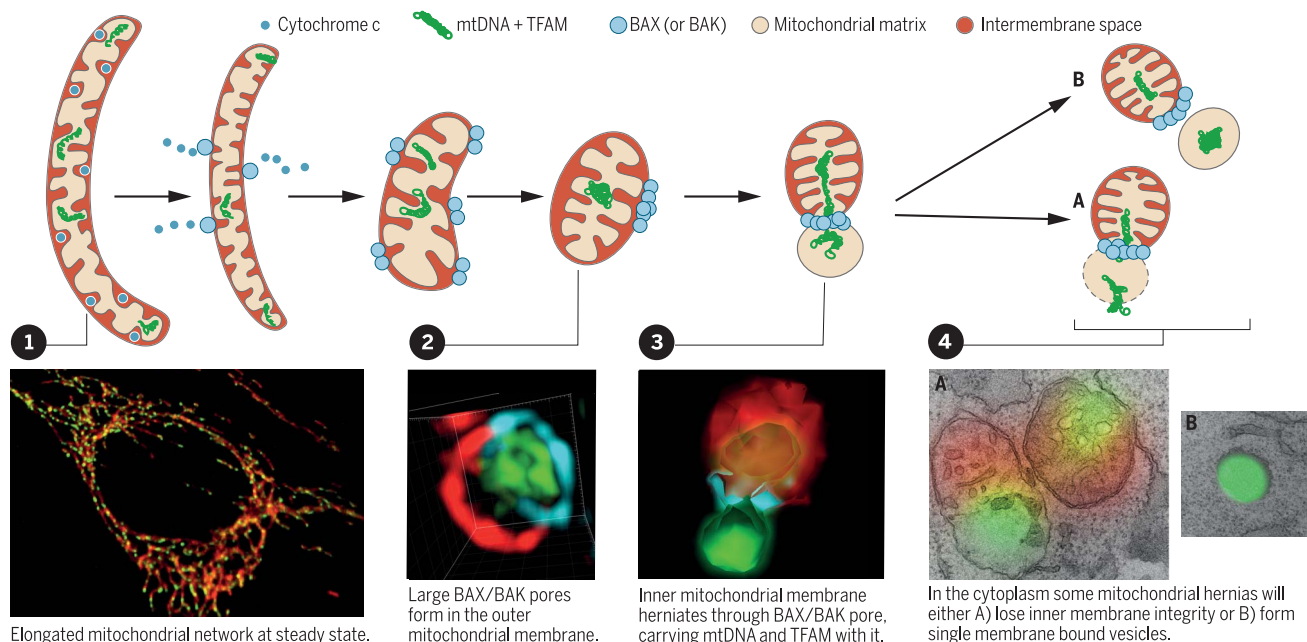 Cytochrome c mtDNA + TFAM BAX (or BAK) Mitochondrial matrix Intermembrane space
B
A
1
2
3
4
A
B
Elongated mitochondrial network at steady state.
Large BAX/BAK pores
form in the outer
mitochondrial membrane.
Inner mitochondrial membrane
herniates through BAX/BAK pore,
carrying mtDNA and TFAM with it.
In the cytoplasm some mitochondrial hernias will
either A) lose inner membrane integrity or B) form
single membrane bound vesicles.